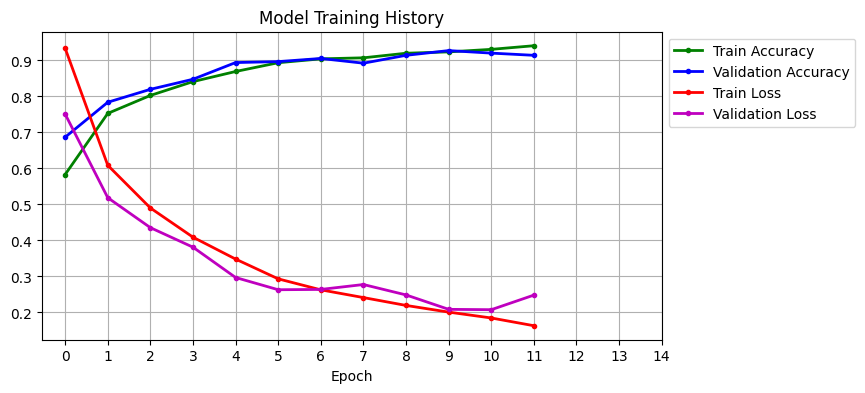 Model Training History
0.9
0.8
0.7
0.6
0.5
0.4
0.3
0.2
0 1 2 3 4 5 6 7 8 9 10 11 12 13 14
Epoch
Train Accuracy
Validation Accuracy
Train Loss
Validation Loss